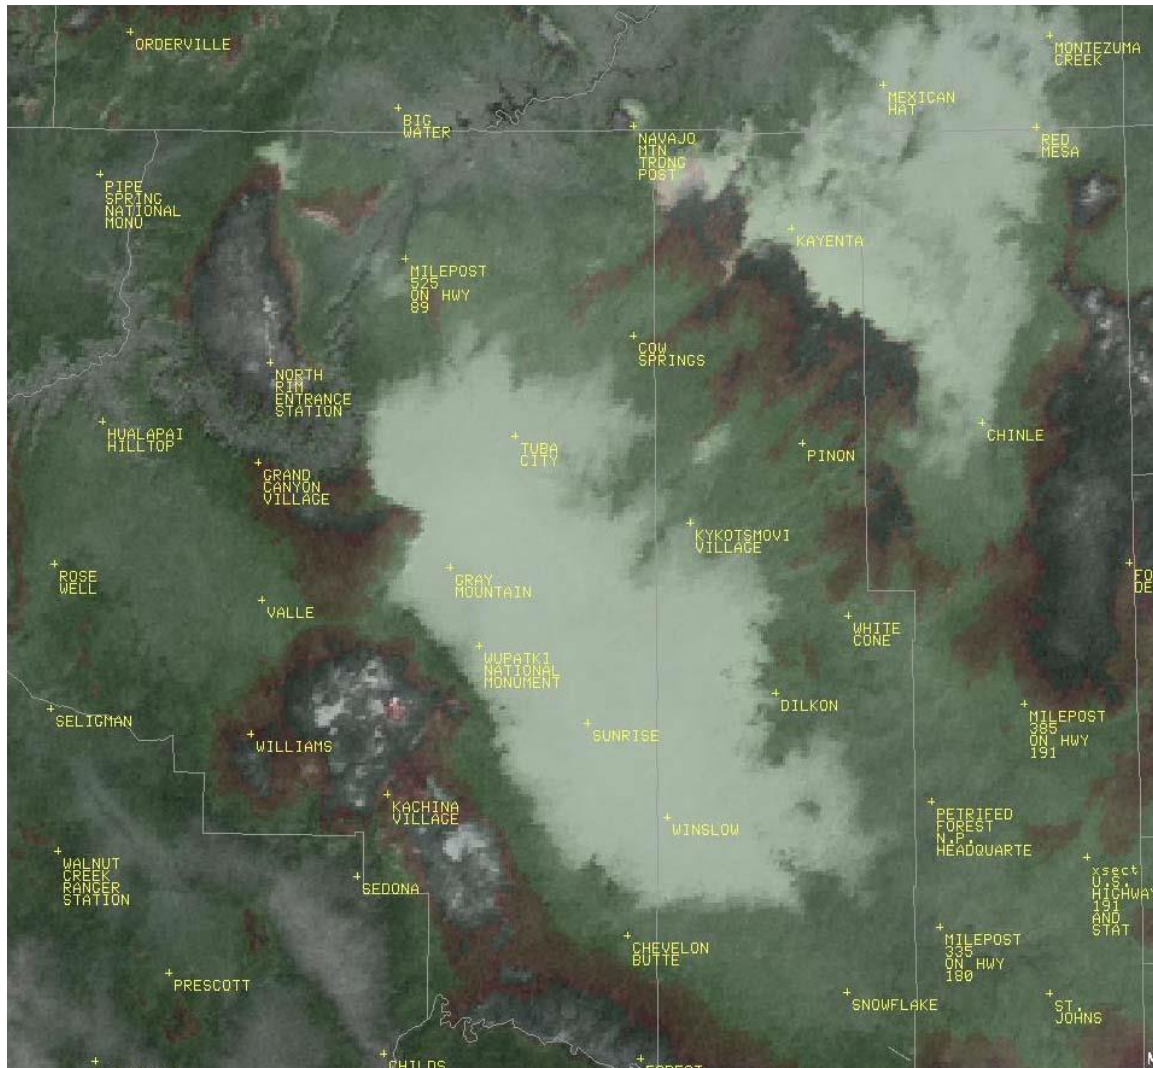 ORDERVILLE
MONTEZUMA
CREEK
MEXICAN
HAT
BIG
WATER
NAVAJO
MTN
TRDNG
POST
RED
MESA
PIPE
SPRING
NATIONAL
MONU
KAYENTA
MILEPOST
525
ON HWY
89
COW
SPRINGS
NORTH
RIM
ENTRANCE
STATION
HUALAPAI
HILLTOP
TUBA
CITY
CHINLE
PINON
GRAND
CANYON
VILLAGE
KYKOTSMOVI
VILLAGE
ROSE
WELL
GRAY
MOUNTAIN
FO
DE
VALLE
WHITE
CONE
WUPATKI
NATIONAL
MONUMENT
SELIGMAN
DILKON
MILEPOST
385
ON HWY
191
WILLIAMS
SUNRISE
KACHINA
VILLAGE
WINSLOW
PETRIFED
FOREST
N.P.
HEADQUARTE
WALNUT
CREEK
RANGER
STATION
SEDONA
xsect
U.S.
HIGHWAY
191
AND
STAT
CHEVELON
BUTTE
MILEPOST
335
ON HWY
180
PRESCOTT
SNOWFLAKE
ST.
JOHNS
CHILDS
FOREST